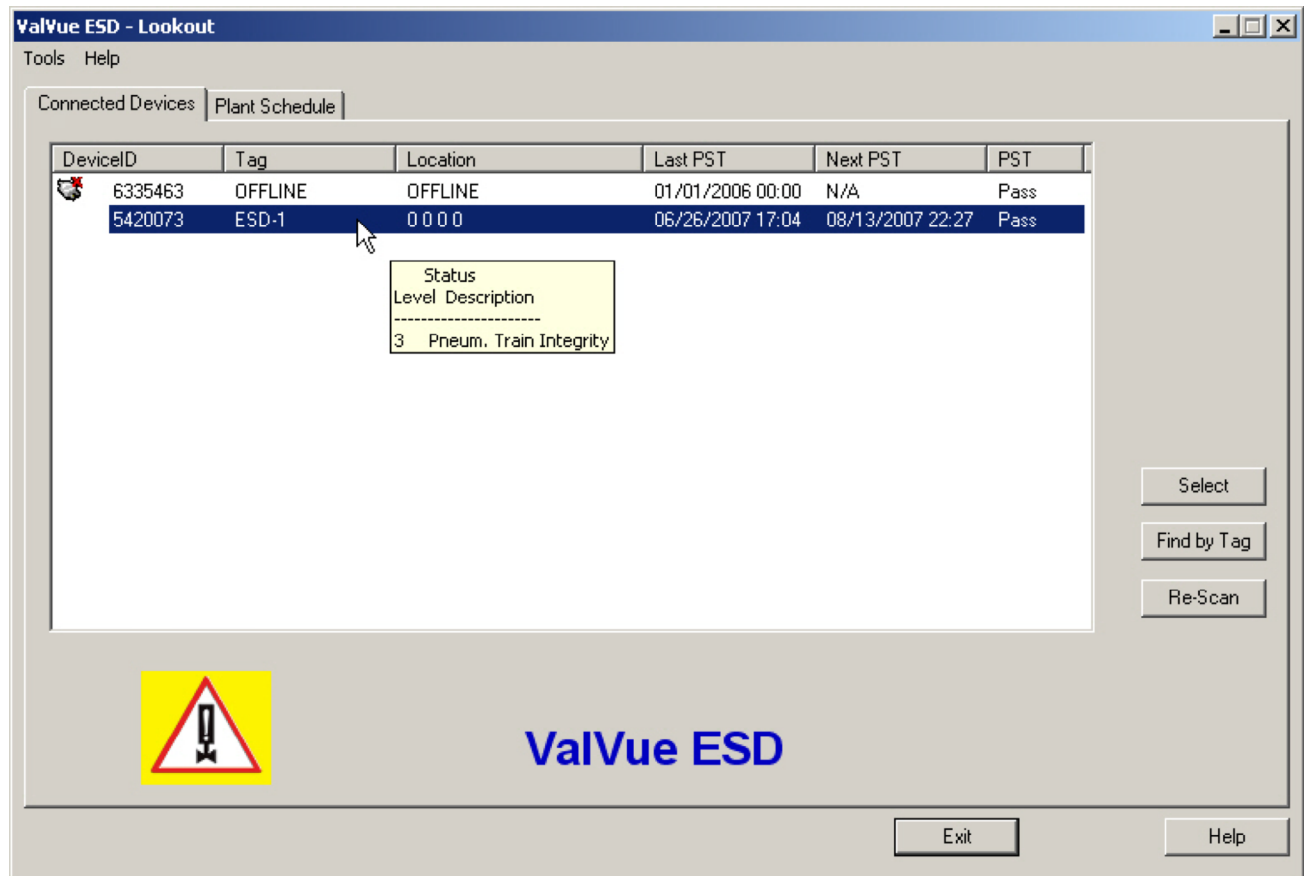 ValVue ESD - Lookout
Tools Help
Connected Devices Plant Schedule
DeviceID Tag Location Last PST Next PST PST
6335463 OFFLINE OFFLINE 01/01/2006 00:00 N/A Pass
5420073 ESD-1 0 0 0 0 06/26/2007 17:04 08/13/2007 22:27 Pass
Status
Level Description
----------------------
3 Pneum. Train Integrity
Select
Find by Tag
Re-Scan
ValVue ESD
Exit Help